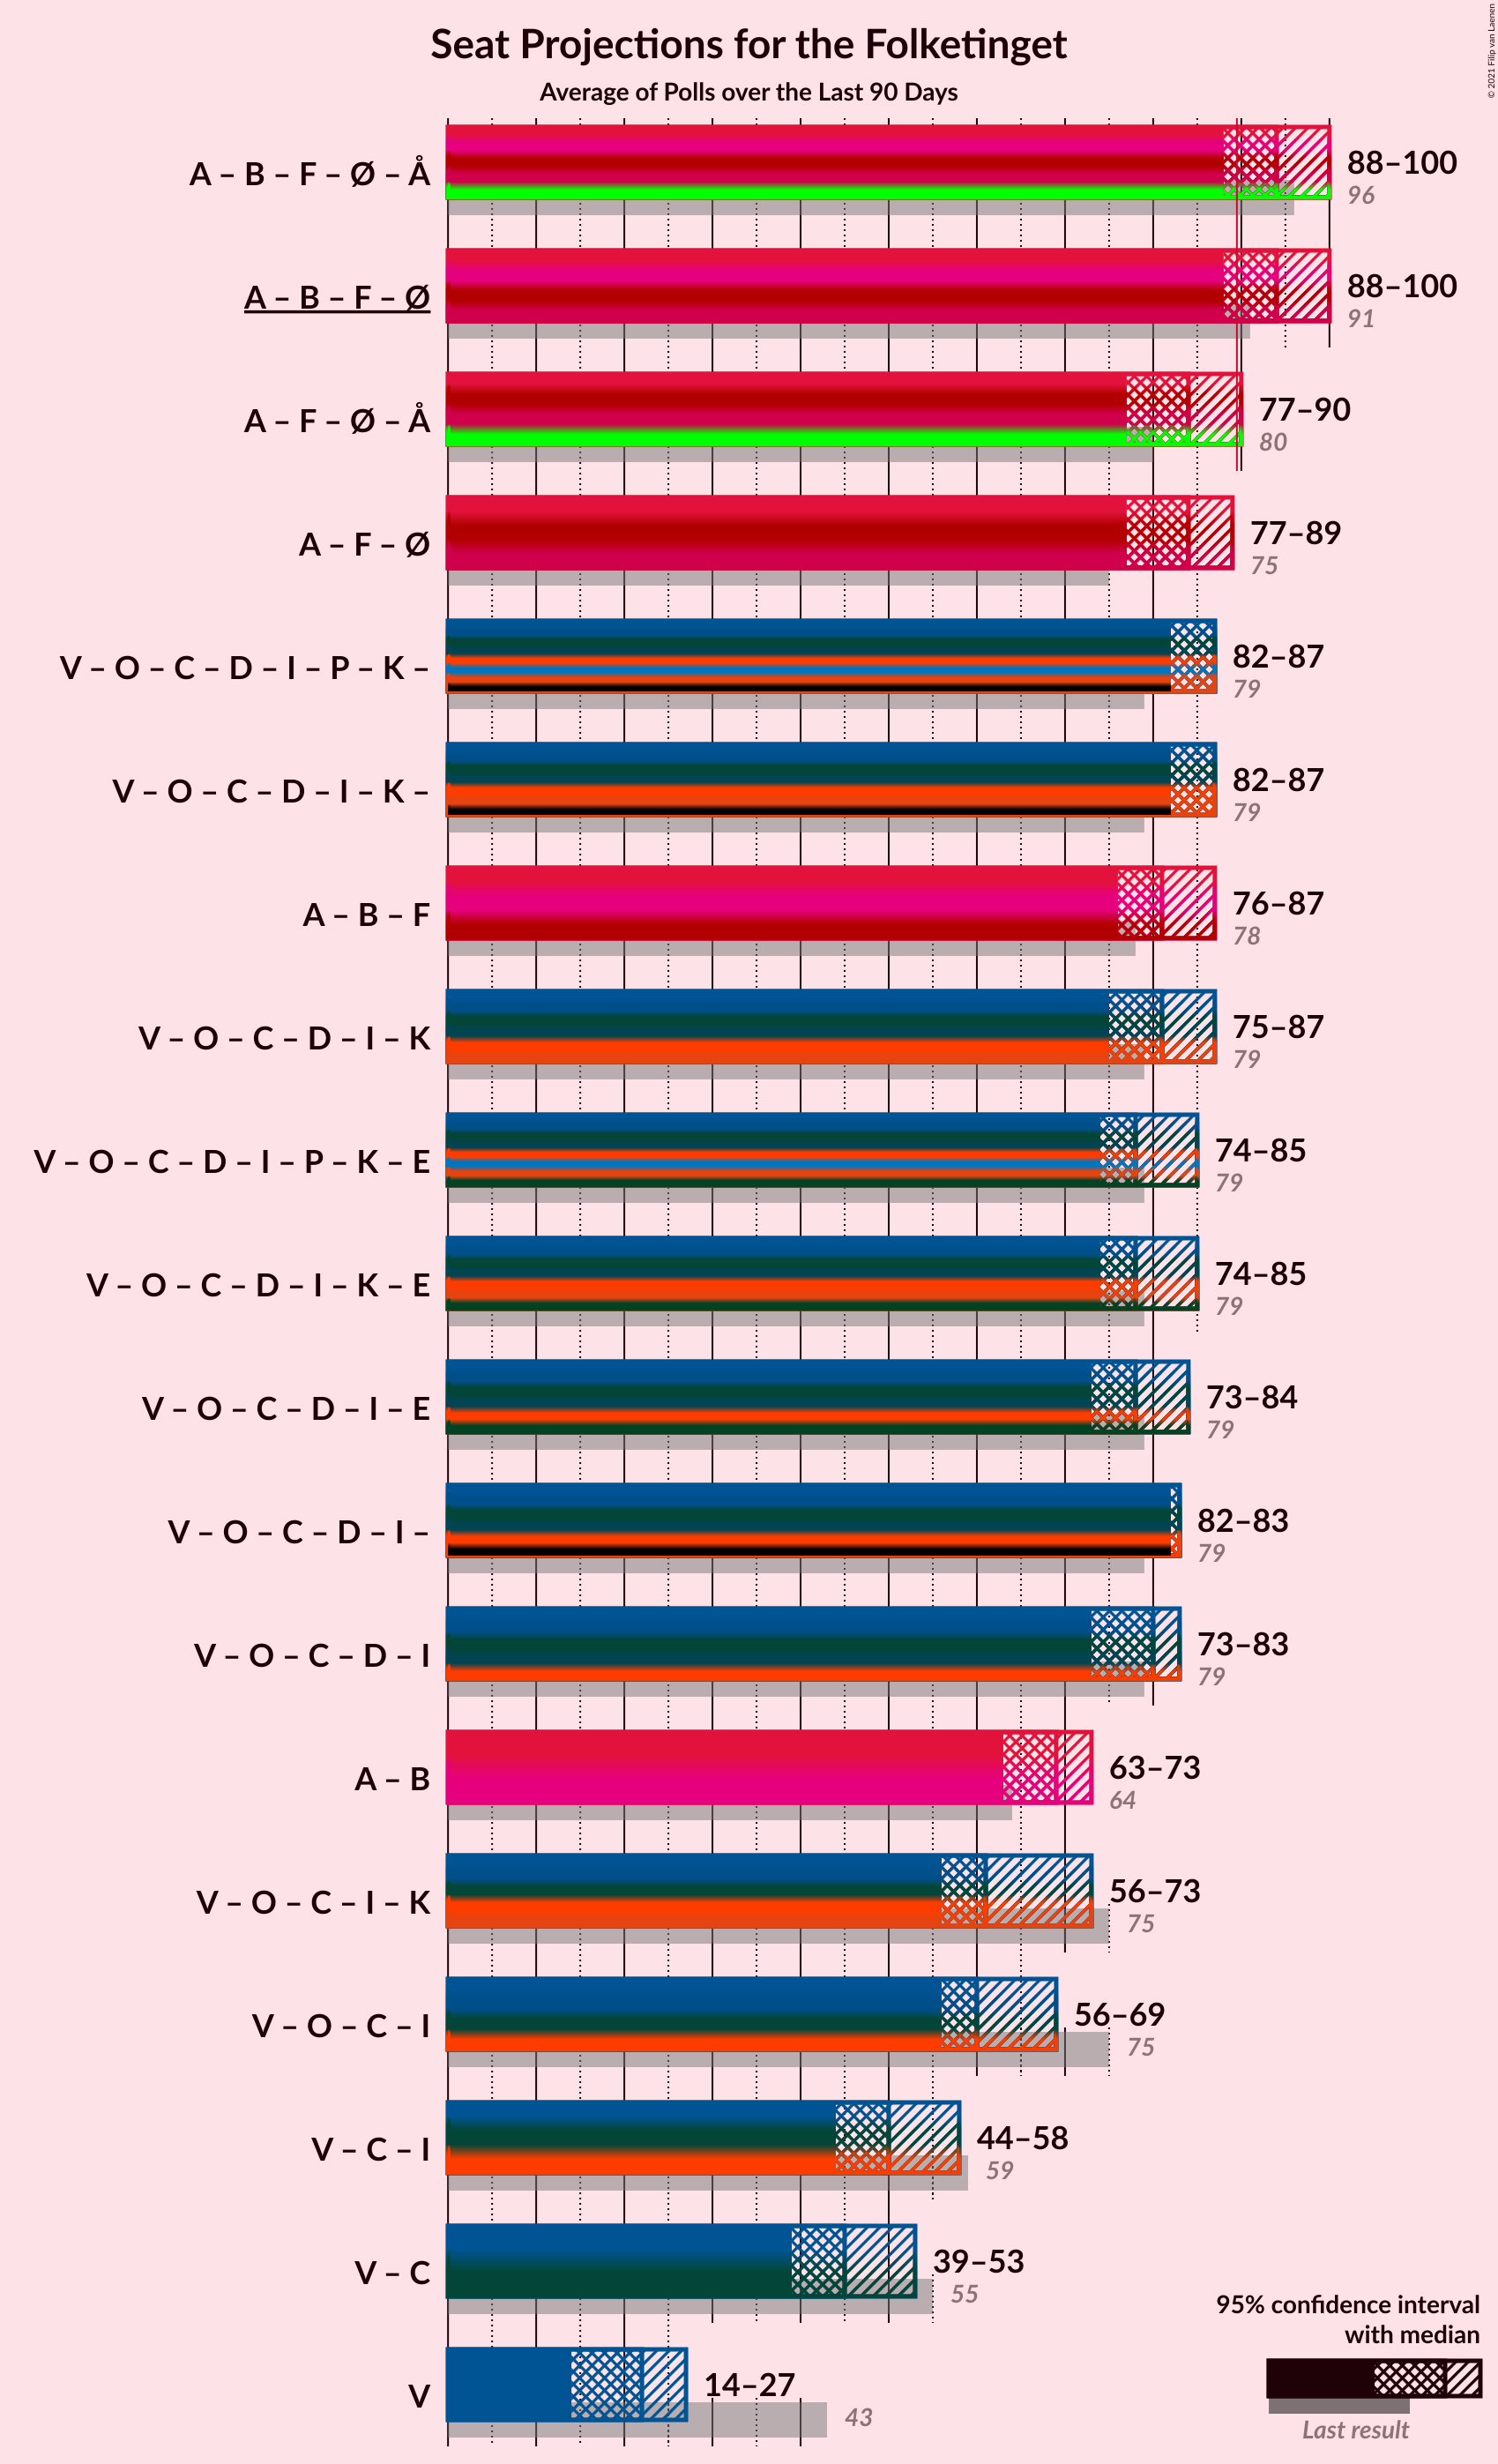 Seat Projections for the Folketinget
Average of Polls over the Last 90 Days
© 2021 Filip van Laenen
A – B – F – Ø – Å
88–100
96
A – B – F – Ø
88–100
91
A – F – Ø – Å
77–90
80
A – F – Ø
77–89
75
V – O – C – D – I – P – K –
82–87
79
V – O – C – D – I – K –
82–87
79
A – B – F
76–87
78
V – O – C – D – I – K
75–87
79
V – O – C – D – I – P – K – E
74–85
79
V – O – C – D – I – K – E
74–85
79
V – O – C – D – I – E
73–84
79
V – O – C – D – I –
82–83
79
V – O – C – D – I
73–83
79
A – B
63–73
64
V – O – C – I – K
56–73
75
V – O – C – I
56–69
75
V – C – I
44–58
59
V – C
39–53
55
V
14–27
43
95% confidence interval
with median
Last result